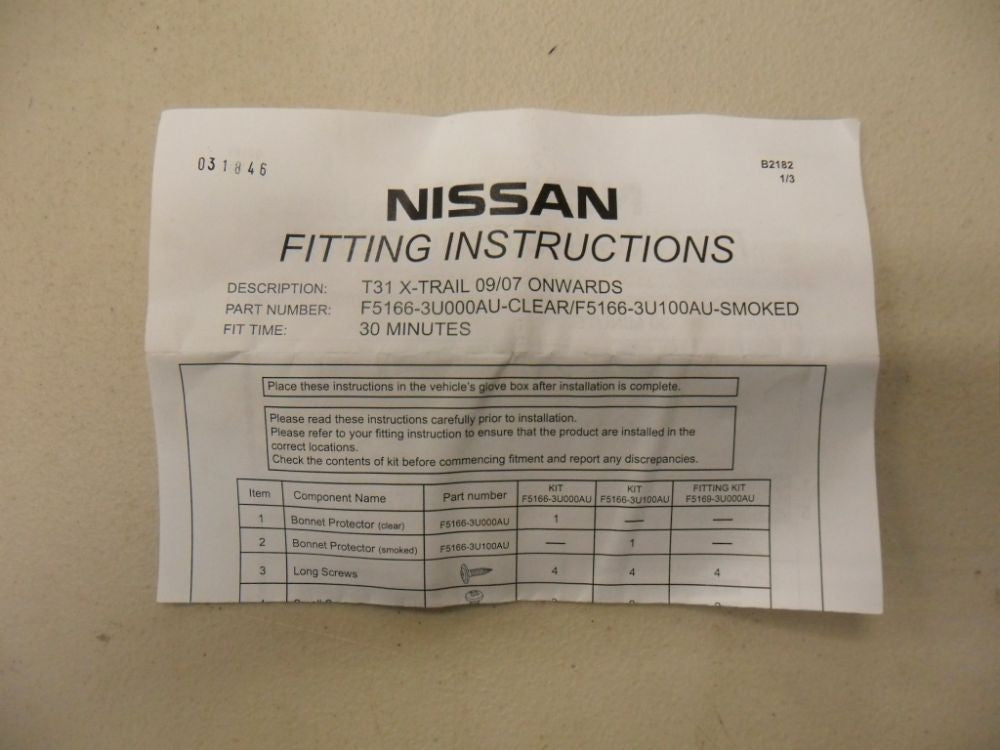 031846
B2182
1/3
NISSAN
FITTING INSTRUCTIONS
DESCRIPTION: T31 X-TRAIL 09/07 ONWARDS
PART NUMBER: F5166-3U000AU-CLEAR/F5166-3U100AU-SMOKED
FIT TIME: 30 MINUTES
Place these instructions in the vehicle's glove box after installation is complete.
Please read these instructions carefully prior to installation.
Please refer to your fitting instruction to ensure that the product are installed in the
correct locations.
Check the contents of kit before commencing fitment and report any discrepancies.
Item Component Name Part number KIT F5166-3U000AU KIT F5166-3U100AU FITTING KIT F5169-3U000AU
1 Bonnet Protector (clear) F5166-3U000AU 1 — —
2 Bonnet Protector (smoked) F5166-3U100AU — 1 —
3 Long Screws 4 4 4